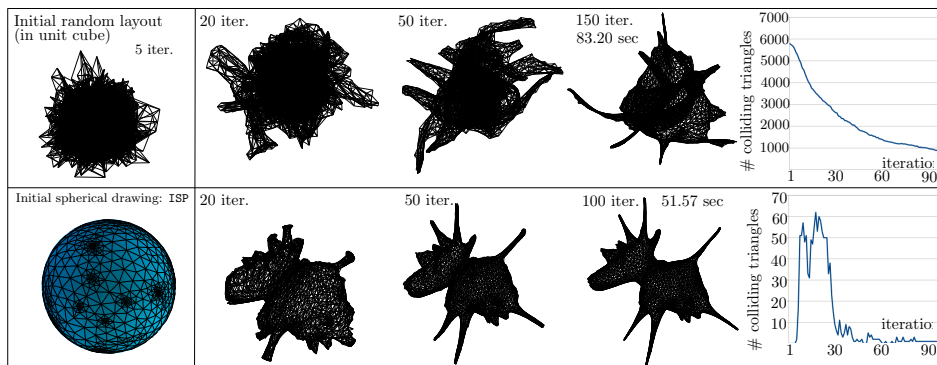 Initial random layout
(in unit cube)
5 iter.
20 iter.
50 iter.
150 iter.
83.20 sec
# colliding triangles
7000
6000
5000
4000
3000
2000
1000
iteratio
1 30 60 90
Initial spherical drawing: ISP
20 iter.
50 iter.
100 iter. 51.57 sec
# colliding triangles
70
60
50
40
30
20
10
iteratio
1 30 60 90